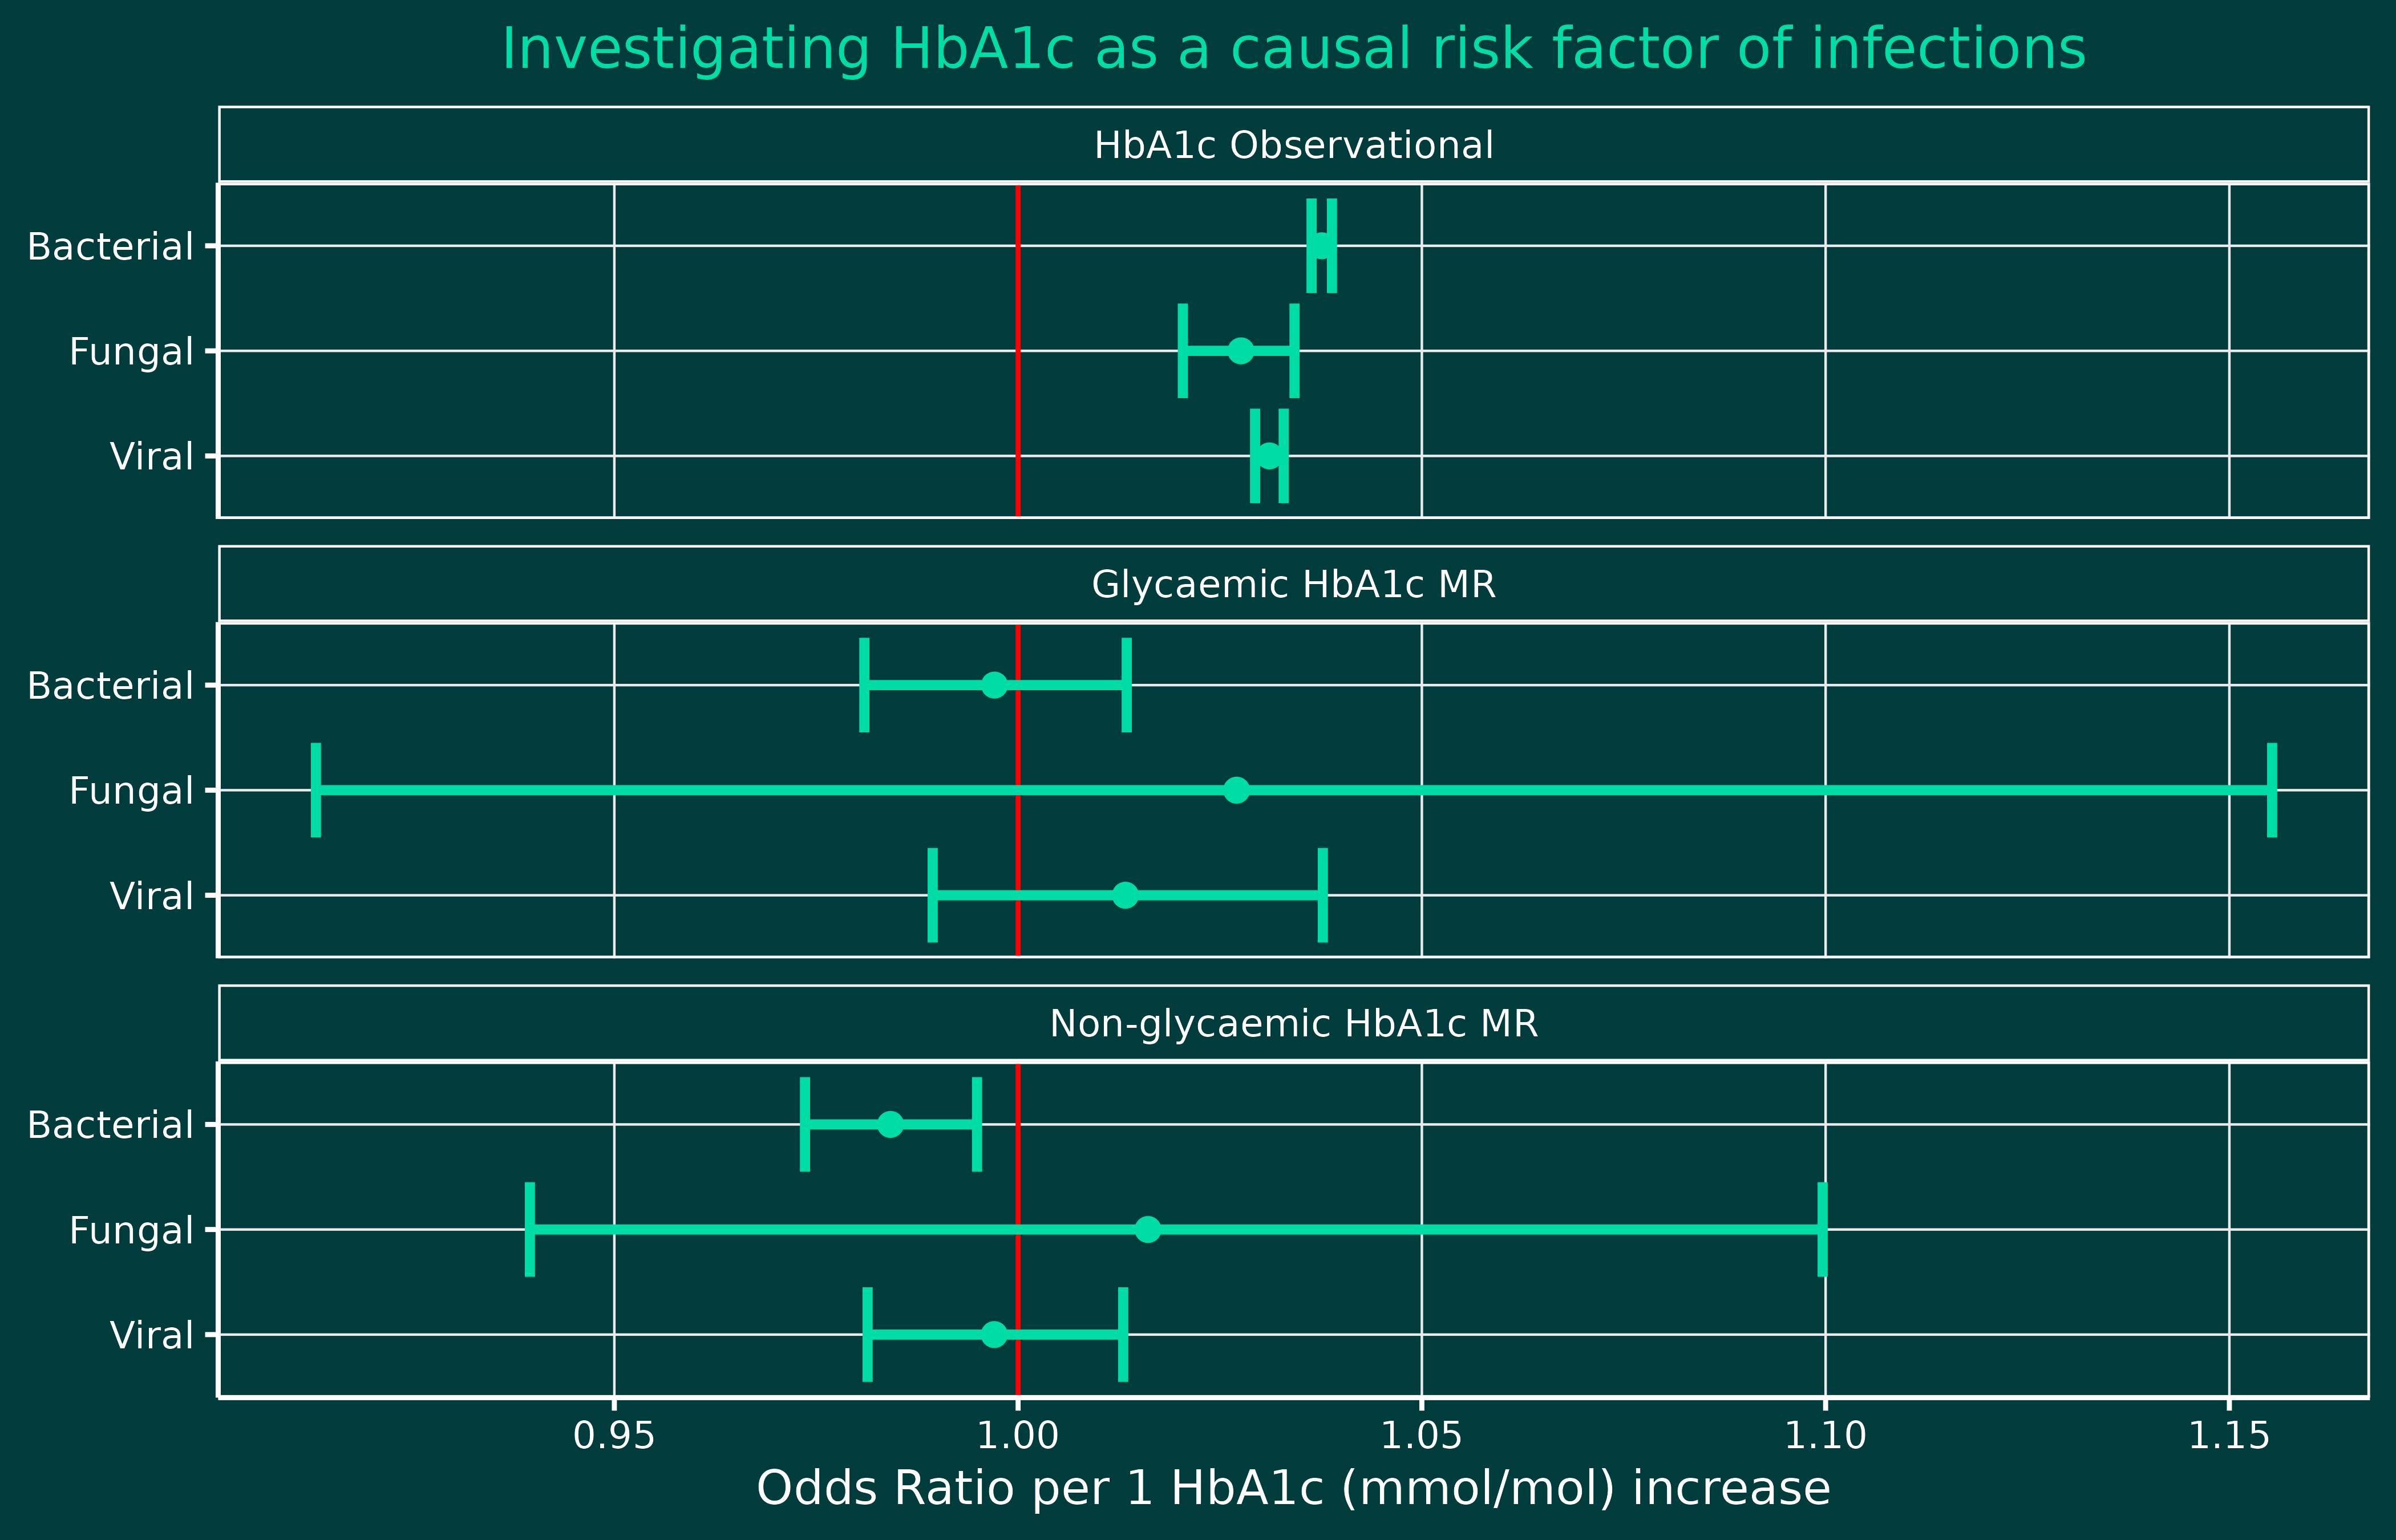 Investigating HbA1c as a causal risk factor of infections
HbA1c Observational
Bacterial
Fungal
Viral
Glycaemic HbA1c MR
Bacterial
Fungal
Viral
Non-glycaemic HbA1c MR
Bacterial
Fungal
Viral
0.95 1.00 1.05 1.10 1.15
Odds Ratio per 1 HbA1c (mmol/mol) increase